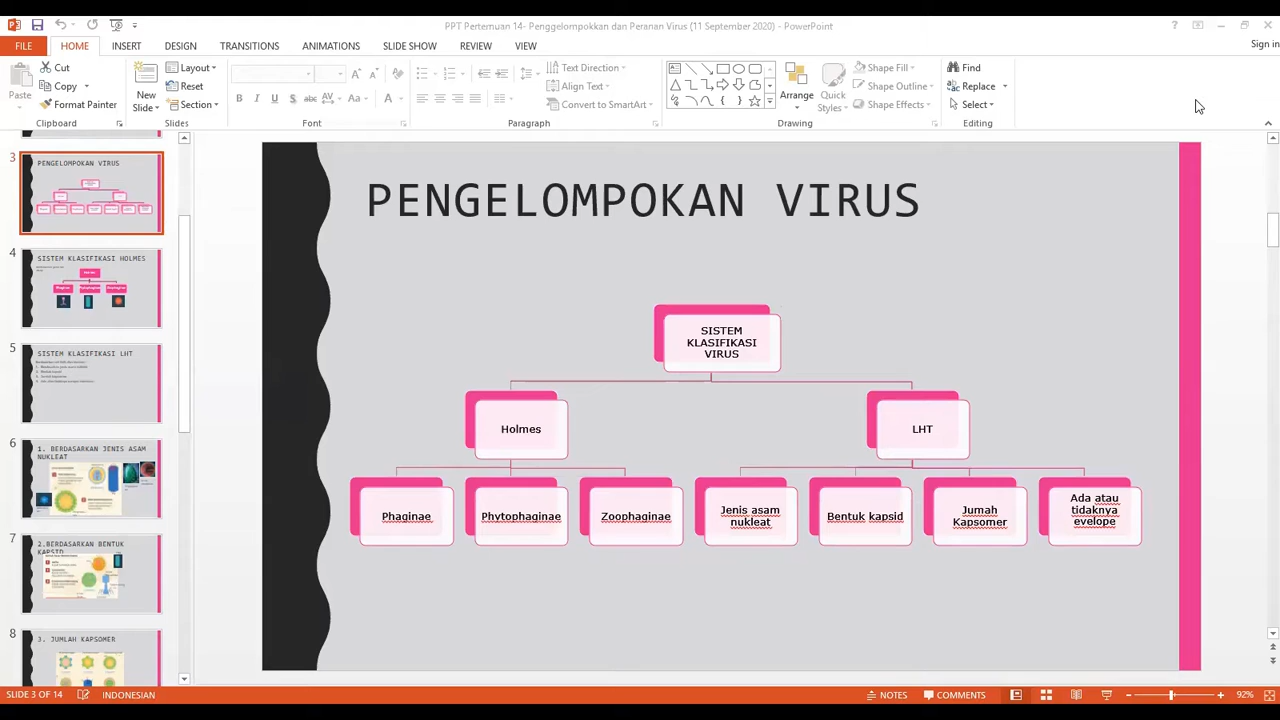 PPT Pertemuan 14- Penggelompokkan dan Peranan Virus (11 September 2020) - PowerPoint
FILE HOME INSERT DESIGN TRANSITIONS ANIMATIONS SLIDE SHOW REVIEW VIEW Sign in
Paste
Cut
Copy
Format Painter
Clipboard
New Slide
Layout
Reset
Section
Slides
Font
Text Direction
Align Text
Convert to SmartArt
Paragraph
Arrange
Quick Styles
Shape Fill
Shape Outline
Shape Effects
Drawing
Find
Replace
Select
Editing
3
PENGELOMPOKAN VIRUS
4
SISTEM KLASIFIKASI HOLMES
5
SISTEM KLASIFIKASI LHT
6
1. BERDASARKAN JENIS ASAM
NUKLEAT
7
2.BERDASARKAN BENTUK
KAPSID
8
3. JUMLAH KAPSOMER
PENGELOMPOKAN VIRUS
SISTEM
KLASIFIKASI
VIRUS
Holmes
LHT
Phaginae
Phytophaginae
Zoophaginae
Jenis asam
nukleat
Bentuk kapsid
Jumah
Kapsomer
Ada atau
tidaknya
evelope
SLIDE 3 OF 14 INDONESIAN NOTES COMMENTS 92%